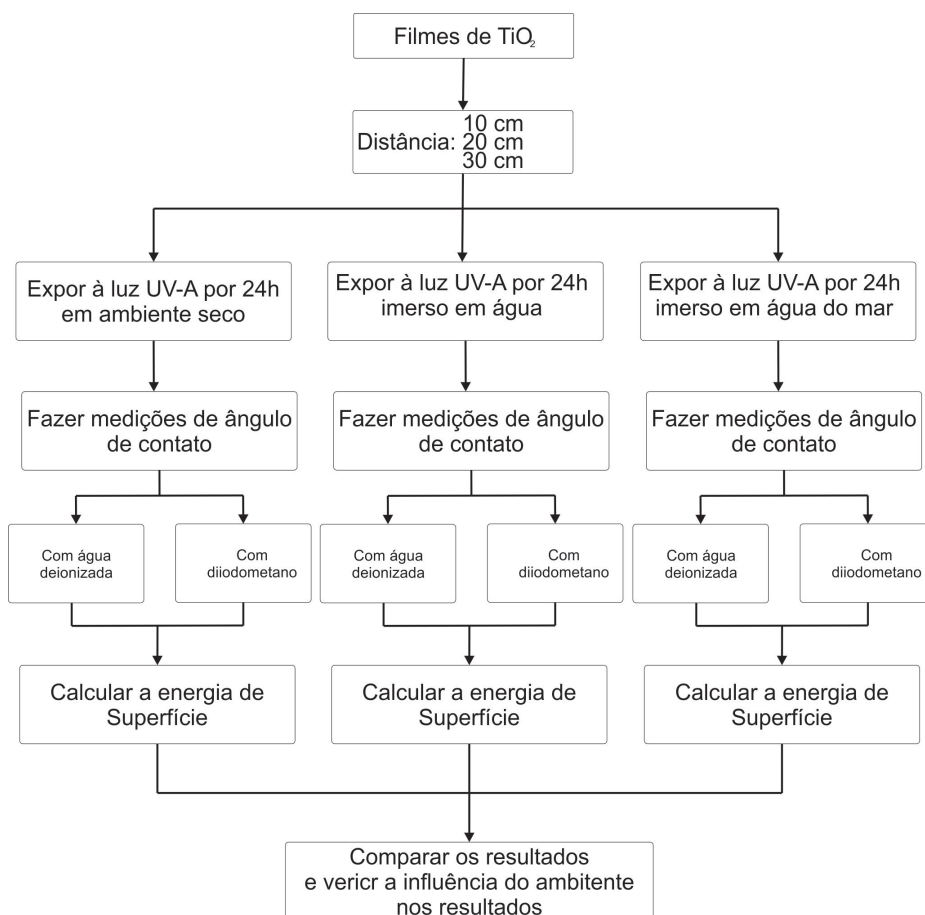 Filmes de TiO₂
10 cm
Distância: 20 cm
30 cm
Expor à luz UV-A por 24h
em ambiente seco
Expor à luz UV-A por 24h
imerso em água
Expor à luz UV-A por 24h
imerso em água do mar
Fazer medições de ângulo
de contato
Fazer medições de ângulo
de contato
Fazer medições de ângulo
de contato
Com água
deionizada
Com
diiodometano
Com água
deionizada
Com
diiodometano
Com água
deionizada
Com
diiodometano
Calcular a energia de
Superfície
Calcular a energia de
Superfície
Calcular a energia de
Superfície
Comparar os resultados
e vericr a influência do ambitente
nos resultados